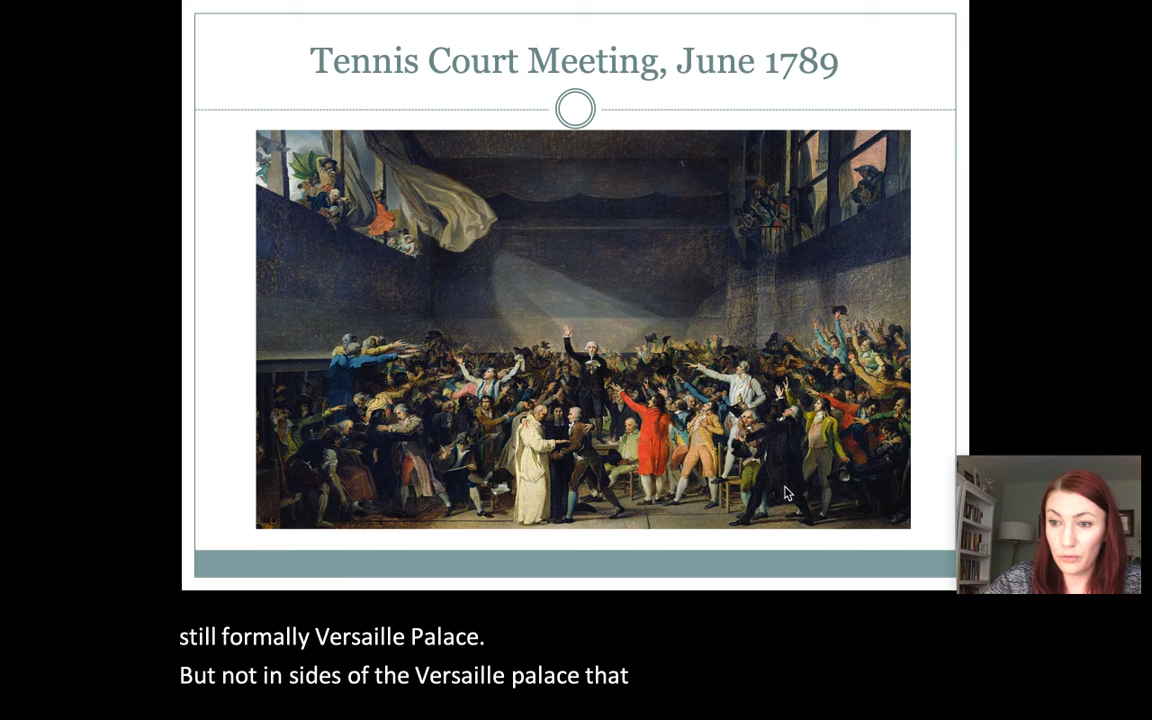 Tennis Court Meeting, June 1789
still formally Versaille Palace.
But not in sides of the Versaille palace that